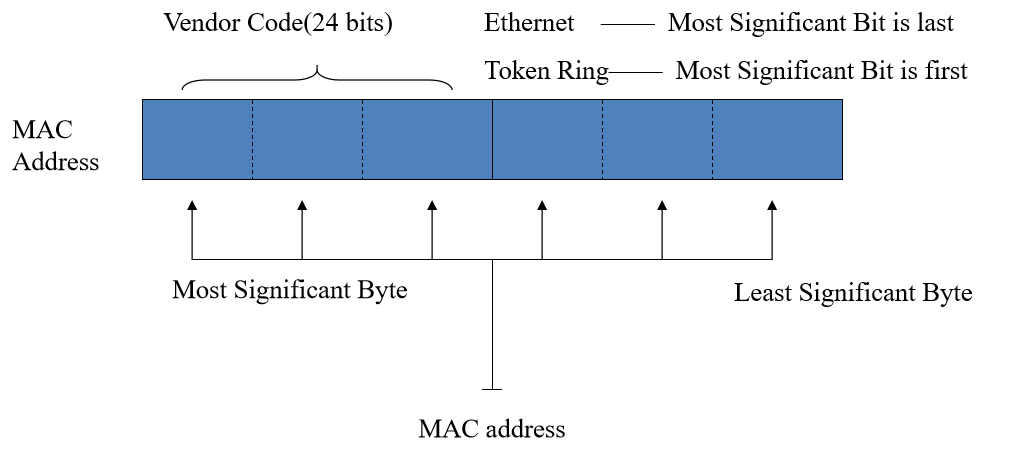 Vendor Code(24 bits)
Ethernet
Most Significant Bit is last
Token Ring
Most Significant Bit is first
MAC
Address
Most Significant Byte
Least Significant Byte
MAC address